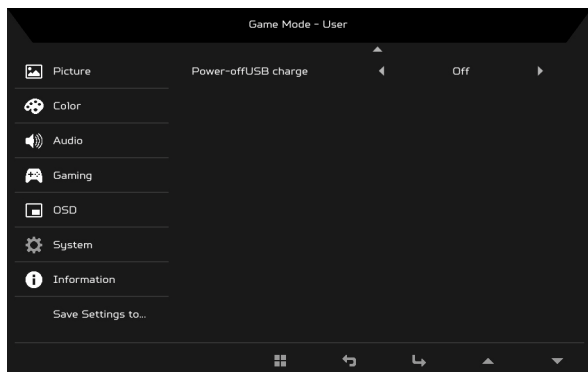 Game Mode - User
Picture
Power-offUSB charge Off
Color
Audio
Gaming
OSD
System
Information
Save Settings to...